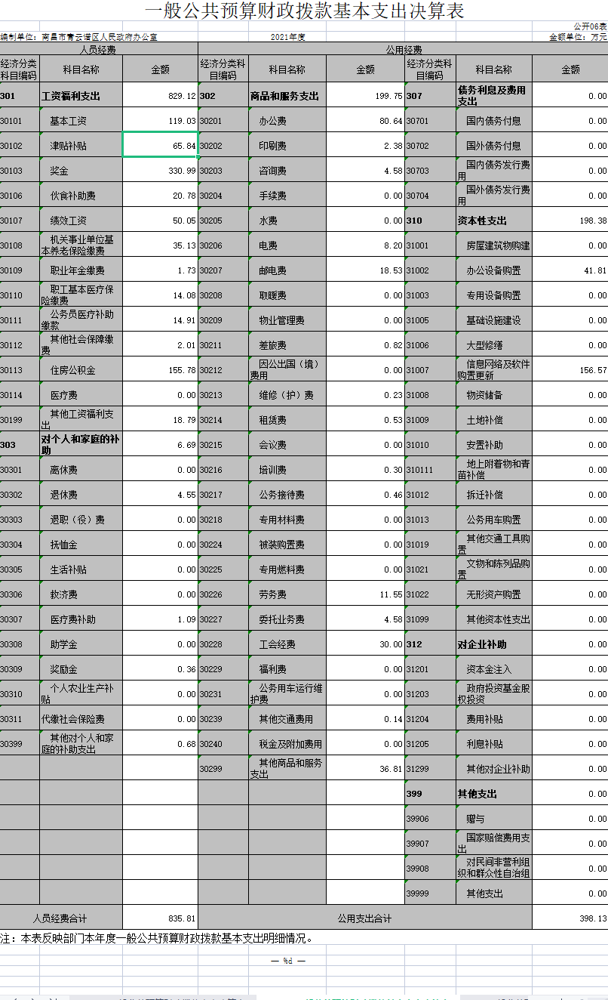 一般公共预算财政拨款基本支出决算表
公开06表
编制单位：南昌市青云谱区人民政府办公室 2021年度 金额单位：万元
人员经费 公用经费
经济分类科目编码 科目名称 金额 经济分类科目编码 科目名称 金额 经济分类科目编码 科目名称 金额
301 工资福利支出 829.12 302 商品和服务支出 199.75 307 债务利息及费用支出 0.00
30101 基本工资 119.03 30201 办公费 80.64 30701 国内债务付息 0.00
30102 津贴补贴 65.84 30202 印刷费 2.38 30702 国外债务付息 0.00
30103 奖金 330.99 30203 咨询费 4.58 30703 国内债务发行费用 0.00
30106 伙食补助费 20.78 30204 手续费 0.00 30704 国外债务发行费用 0.00
30107 绩效工资 50.05 30205 水费 0.00 310 资本性支出 198.38
30108 机关事业单位基本养老保险缴费 35.13 30206 电费 8.20 31001 房屋建筑物购建 0.00
30109 职业年金缴费 1.73 30207 邮电费 18.53 31002 办公设备购置 41.81
30110 职工基本医疗保险缴费 14.08 30208 取暖费 0.00 31003 专用设备购置 0.00
30111 公务员医疗补助缴款 14.91 30209 物业管理费 0.00 31005 基础设施建设 0.00
30112 其他社会保障缴费 2.01 30211 差旅费 0.82 31006 大型修缮 0.00
30113 住房公积金 155.78 30212 因公出国（境）费用 0.00 31007 信息网络及软件购置更新 156.57
30114 医疗费 0.00 30213 维修（护）费 0.23 31008 物资储备 0.00
30199 其他工资福利支出 18.79 30214 租赁费 0.53 31009 土地补偿 0.00
303 对个人和家庭的补助 6.69 30215 会议费 0.00 31010 安置补助 0.00
30301 离休费 0.00 30216 培训费 0.30 310111 地上附着物和青苗补偿 0.00
30302 退休费 4.55 30217 公务接待费 0.46 31012 拆迁补偿 0.00
30303 退职（役）费 0.00 30218 专用材料费 0.00 31013 公务用车购置 0.00
30304 抚恤金 0.00 30224 被装购置费 0.00 31019 其他交通工具购置 0.00
30305 生活补贴 0.00 30225 专用燃料费 0.00 31021 文物和陈列品购置 0.00
30306 救济费 0.00 30226 劳务费 11.55 31022 无形资产购置 0.00
30307 医疗费补助 1.09 30227 委托业务费 4.58 31099 其他资本性支出 0.00
30308 助学金 0.00 30228 工会经费 30.00 312 对企业补助 0.00
30309 奖励金 0.36 30229 福利费 0.00 31201 资本金注入 0.00
30310 个人农业生产补贴 0.00 30231 公务用车运行维护费 0.00 31203 政府投资基金股权投资 0.00
30311 代缴社会保险费 0.00 30239 其他交通费用 0.14 31204 费用补贴 0.00
30399 其他对个人和家庭的补助支出 0.68 30240 税金及附加费用 0.00 31205 利息补贴 0.00
30299 其他商品和服务支出 36.81 31299 其他对企业补助 0.00
399 其他支出 0.00
39906 赠与 0.00
39907 国家赔偿费用支出 0.00
39908 对民间非营利组织和群众性自治组 0.00
39999 其他支出 0.00
人员经费合计 835.81 公用支出合计 398.13
注：本表反映部门本年度一般公共预算财政拨款基本支出明细情况。
— %d —